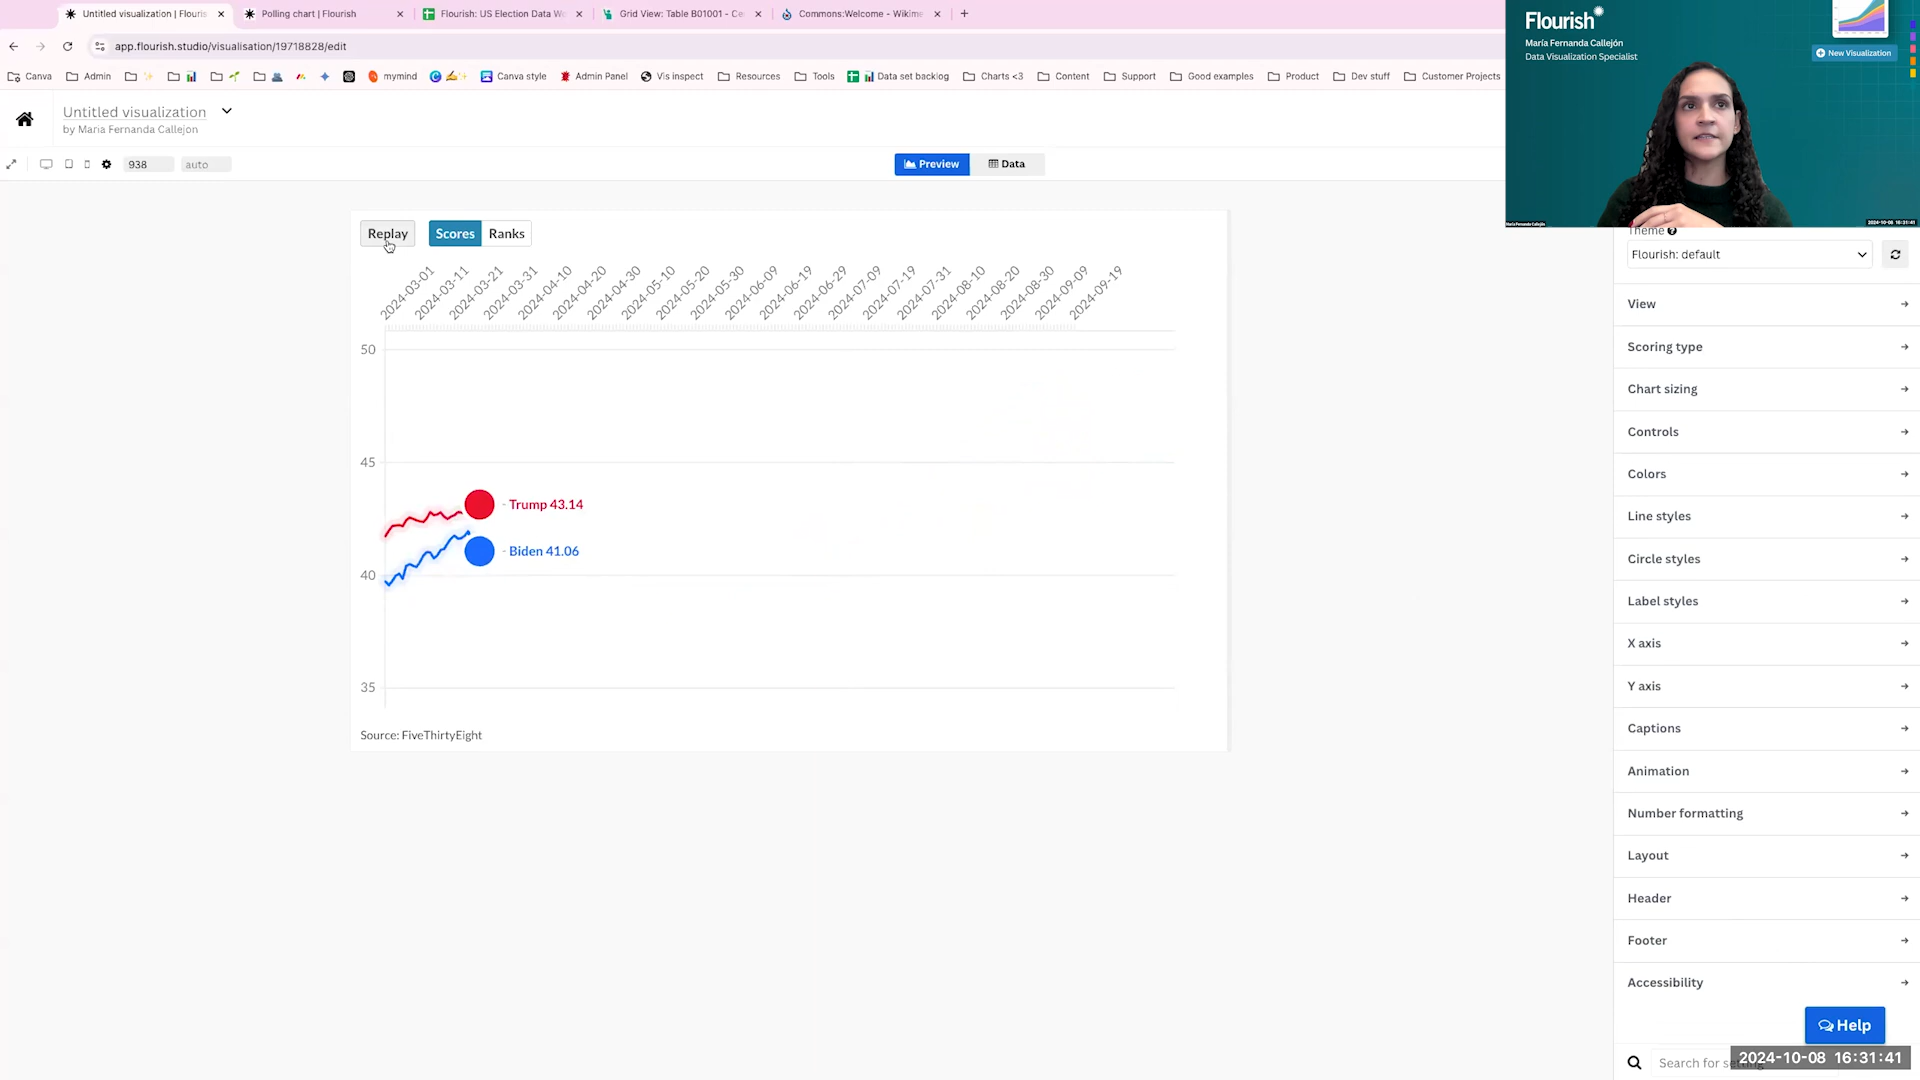 Untitled visualization | Flouris
Polling chart | Flourish
Flourish: US Election Data Wo
Grid View: Table B01001 - Ce
Commons:Welcome - Wikime
app.flourish.studio/visualisation/19718828/edit
Canva
Admin
mymind
Canva style
Admin Panel
Vis inspect
Resources
Tools
Data set backlog
Charts <3
Content
Support
Good examples
Product
Dev stuff
Customer Projects
Flourish
María Fernanda Callejón
Data Visualization Specialist
New Visualization
Untitled visualization
by Maria Fernanda Callejon
938
auto
Preview
Data
Replay
Scores
Ranks
2024-03-01
2024-03-11
2024-03-21
2024-03-31
2024-04-10
2024-04-20
2024-04-30
2024-05-10
2024-05-20
2024-05-30
2024-06-09
2024-06-19
2024-06-29
2024-07-09
2024-07-19
2024-07-31
2024-08-10
2024-08-20
2024-08-30
2024-09-09
2024-09-19
50
45
40
35
- Trump 43.14
- Biden 41.06
Source: FiveThirtyEight
Theme
Flourish: default
View
Scoring type
Chart sizing
Controls
Colors
Line styles
Circle styles
Label styles
X axis
Y axis
Captions
Animation
Number formatting
Layout
Header
Footer
Accessibility
Help
Search for
2024-10-08 16:31:41